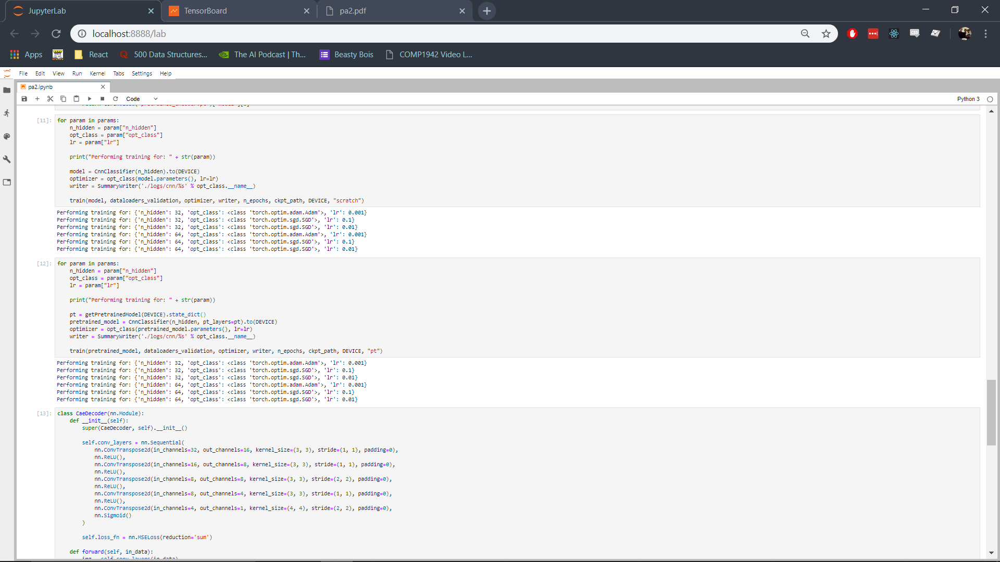 JupyterLab
TensorBoard
pa2.pdf
localhost:8888/lab
Apps
React
500 Data Structures...
The AI Podcast | Th...
Beasty Bois
COMP1942 Video L...
File Edit View Run Kernel Tabs Settings Help
pa2.ipynb
Code
Python 3
[11]:
for param in params:
    n_hidden = param["n_hidden"]
    opt_class = param["opt_class"]
    lr = param["lr"]
    print("Performing training for: " + str(param))
    model = CnnClassifier(n_hidden).to(DEVICE)
    optimizer = opt_class(model.parameters(), lr=lr)
    writer = SummaryWriter('./logs/cnn/%s' % opt_class.__name__)
    train(model, dataloaders_validation, optimizer, writer, n_epochs, ckpt_path, DEVICE, "scratch")
Performing training for: {'n_hidden': 32, 'opt_class': <class 'torch.optim.adam.Adam'>, 'lr': 0.001}
Performing training for: {'n_hidden': 32, 'opt_class': <class 'torch.optim.sgd.SGD'>, 'lr': 0.1}
Performing training for: {'n_hidden': 32, 'opt_class': <class 'torch.optim.sgd.SGD'>, 'lr': 0.01}
Performing training for: {'n_hidden': 64, 'opt_class': <class 'torch.optim.adam.Adam'>, 'lr': 0.001}
Performing training for: {'n_hidden': 64, 'opt_class': <class 'torch.optim.sgd.SGD'>, 'lr': 0.1}
Performing training for: {'n_hidden': 64, 'opt_class': <class 'torch.optim.sgd.SGD'>, 'lr': 0.01}
[12]:
for param in params:
    n_hidden = param["n_hidden"]
    opt_class = param["opt_class"]
    lr = param["lr"]
    print("Performing training for: " + str(param))
    pt = getPretrainedModel(DEVICE).state_dict()
    pretrained_model = CnnClassifier(n_hidden, pt_layers=pt).to(DEVICE)
    optimizer = opt_class(pretrained_model.parameters(), lr=lr)
    writer = SummaryWriter('./logs/cnn/%s' % opt_class.__name__)
    train(pretrained_model, dataloaders_validation, optimizer, writer, n_epochs, ckpt_path, DEVICE, "pt")
Performing training for: {'n_hidden': 32, 'opt_class': <class 'torch.optim.adam.Adam'>, 'lr': 0.001}
Performing training for: {'n_hidden': 32, 'opt_class': <class 'torch.optim.sgd.SGD'>, 'lr': 0.1}
Performing training for: {'n_hidden': 32, 'opt_class': <class 'torch.optim.sgd.SGD'>, 'lr': 0.01}
Performing training for: {'n_hidden': 64, 'opt_class': <class 'torch.optim.adam.Adam'>, 'lr': 0.001}
Performing training for: {'n_hidden': 64, 'opt_class': <class 'torch.optim.sgd.SGD'>, 'lr': 0.1}
Performing training for: {'n_hidden': 64, 'opt_class': <class 'torch.optim.sgd.SGD'>, 'lr': 0.01}
[13]:
class CaeDecoder(nn.Module):
    def __init__(self):
        super(CaeDecoder, self).__init__()
        self.conv_layers = nn.Sequential(
            nn.ConvTranspose2d(in_channels=32, out_channels=16, kernel_size=(3, 3), stride=(1, 1), padding=0),
            nn.ReLU(),
            nn.ConvTranspose2d(in_channels=16, out_channels=8, kernel_size=(3, 3), stride=(1, 1), padding=0),
            nn.ReLU(),
            nn.ConvTranspose2d(in_channels=8, out_channels=8, kernel_size=(3, 3), stride=(2, 2), padding=0),
            nn.ReLU(),
            nn.ConvTranspose2d(in_channels=8, out_channels=4, kernel_size=(3, 3), stride=(1, 1), padding=0),
            nn.ReLU(),
            nn.ConvTranspose2d(in_channels=4, out_channels=1, kernel_size=(4, 4), stride=(2, 2), padding=0),
            nn.Sigmoid()
        )
        self.loss_fn = nn.MSELoss(reduction='sum')
    def forward(self, in_data):